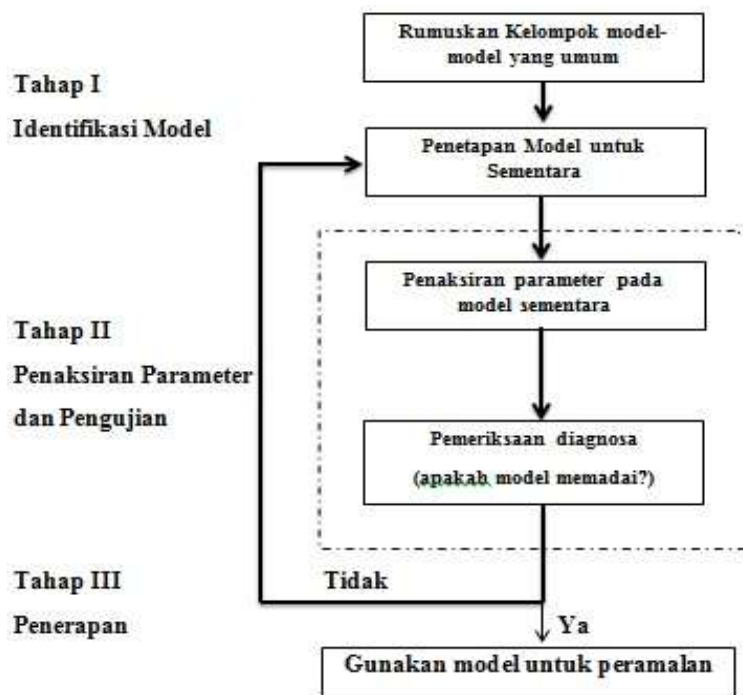 Rumuskan Kelompok model-
model yang umum
Tahap I
Identifikasi Model
Penetapan Model untuk
Sementara
Penaksiran parameter pada
model sementara
Tahap II
Penaksiran Parameter
dan Pengujian
Pemeriksaan diagnosa
(apakah model memadai?)
Tahap III
Penerapan
Tidak
Ya
Gunakan model untuk peramalan